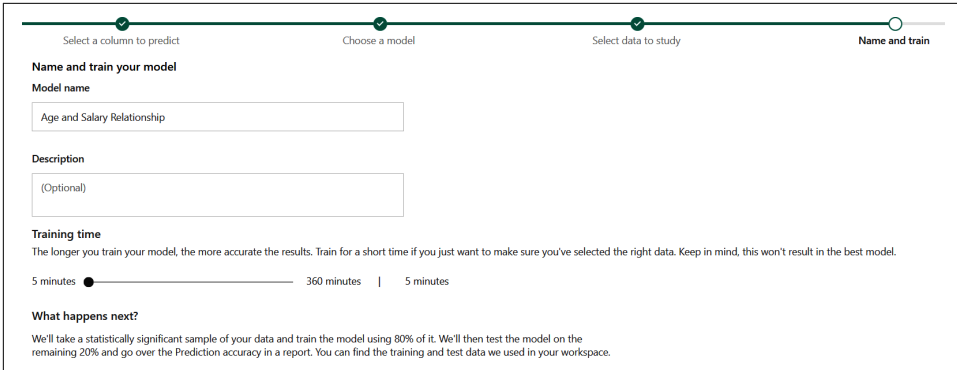 Select a column to predict
Choose a model
Select data to study
Name and train
Name and train your model
Model name
Age and Salary Relationship
Description
(Optional)
Training time
The longer you train your model, the more accurate the results. Train for a short time if you just want to make sure you've selected the right data. Keep in mind, this won't result in the best model.
5 minutes 360 minutes | 5 minutes
What happens next?
We'll take a statistically significant sample of your data and train the model using 80% of it. We'll then test the model on the
remaining 20% and go over the Prediction accuracy in a report. You can find the training and test data we used in your workspace.